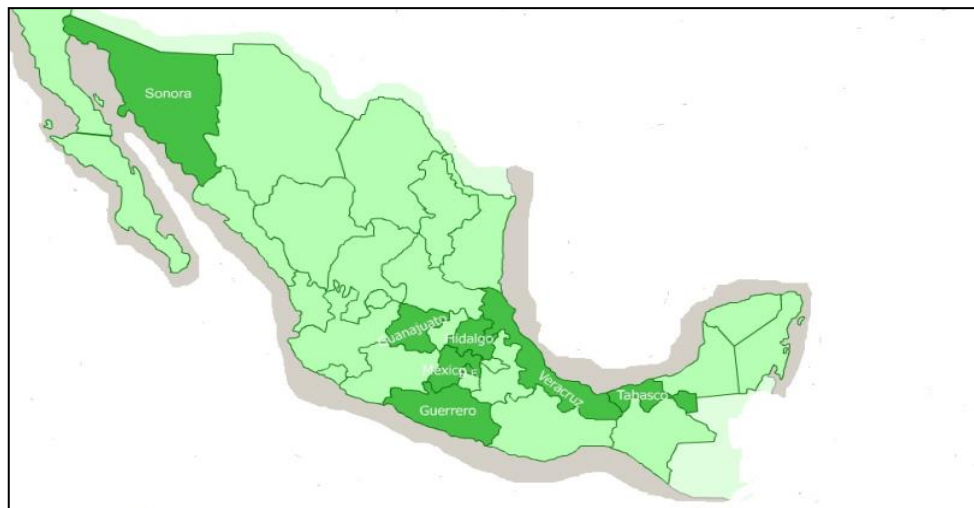 Sonora
Guanajuato
Hidalgo
México
D.F.
Guerrero
Veracruz
Tabasco